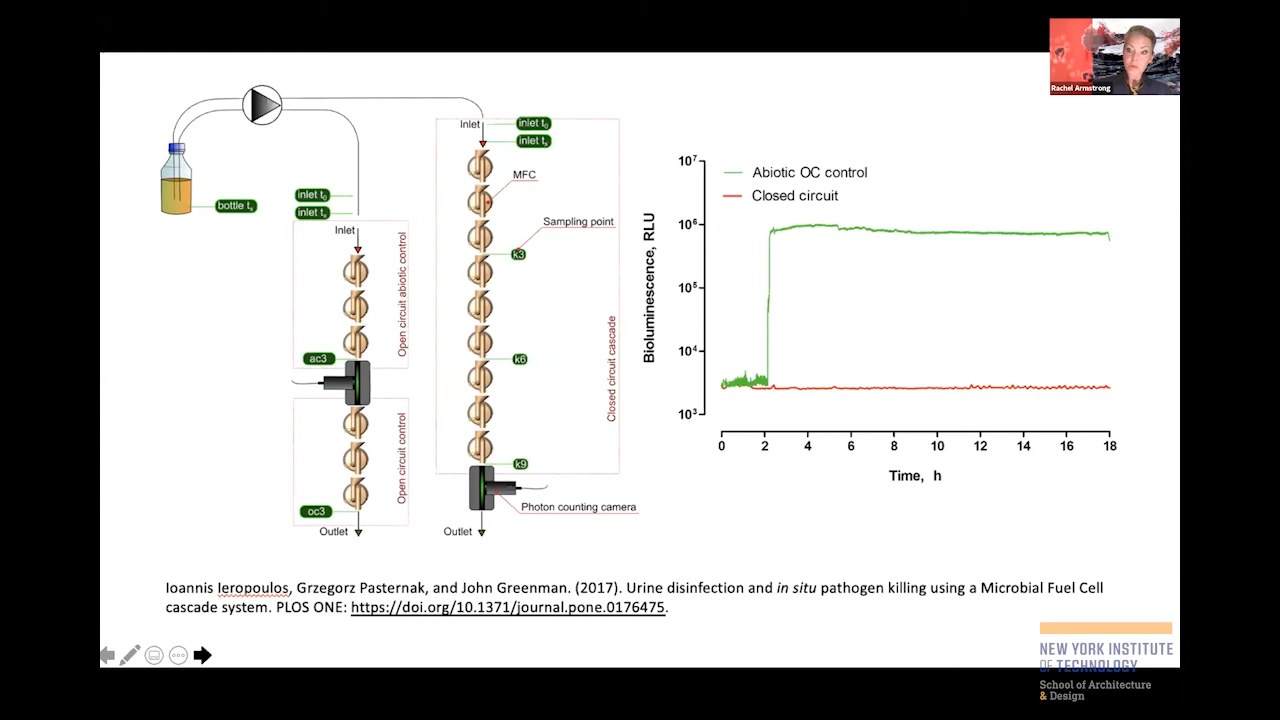 Rachel Armstrong
inlet t₀
Inlet
inlet tₓ
MFC
bottle tₓ
inlet t₀
inlet tₓ
Sampling point
Inlet
k3
Open circuit abiotic control
Closed circuit cascade
ac3
k6
Open circuit control
k9
oc3
Photon counting camera
Outlet
Outlet
10⁷
Abiotic OC control
Closed circuit
10⁶
10⁵
10⁴
10³
Bioluminescence, RLU
0 2 4 6 8 10 12 14 16 18
Time, h
Ioannis Ieropoulos, Grzegorz Pasternak, and John Greenman. (2017). Urine disinfection and in situ pathogen killing using a Microbial Fuel Cell
cascade system. PLOS ONE: https://doi.org/10.1371/journal.pone.0176475.
NEW YORK INSTITUTE
OF TECHNOLOGY
School of Architecture
& Design